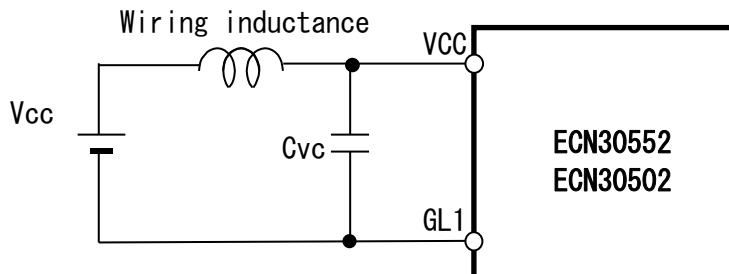 Wiring inductance
VCC
Vcc
Cvc
ECN30552
ECN30502
GL1